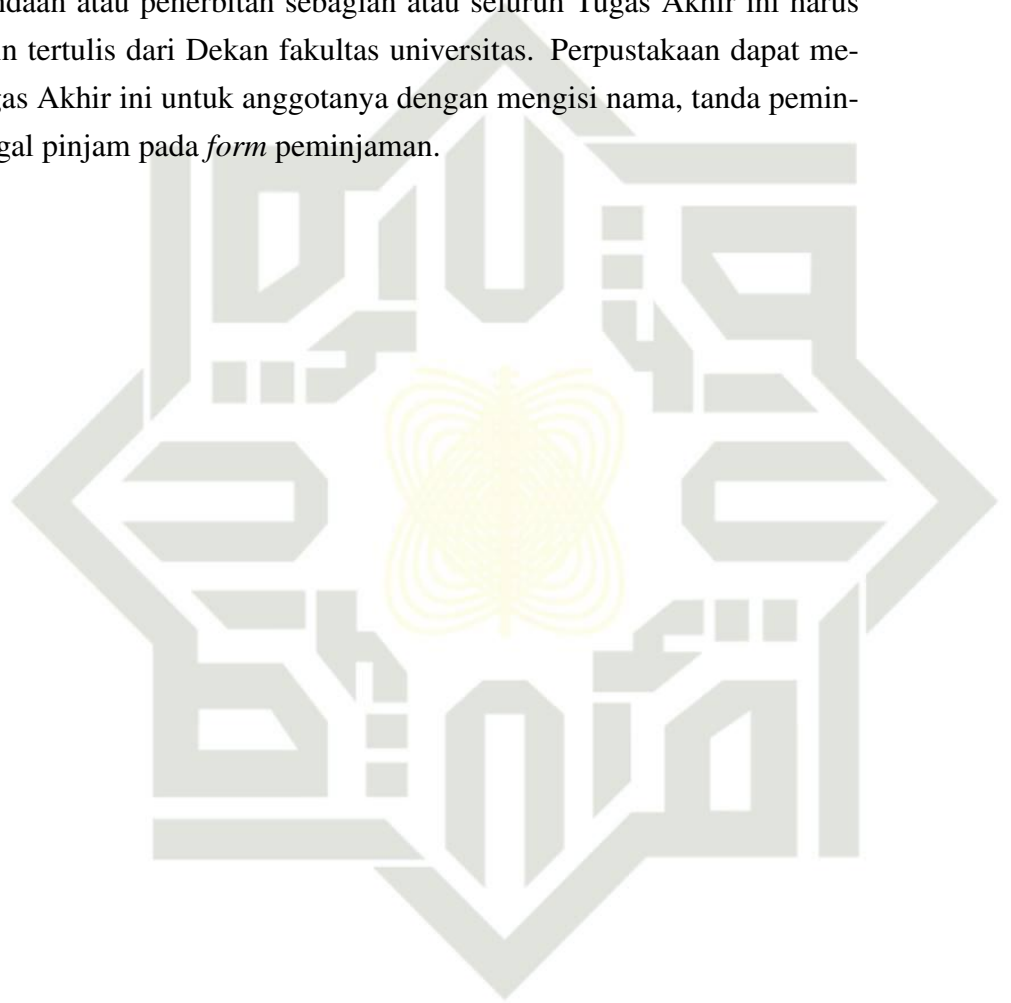 ndaan atau penerbitan sebagian atau seluruh Tugas Akhir ini harus
n tertulis dari Dekan fakultas universitas. Perpustakaan dapat me-
gas Akhir ini untuk anggotanya dengan mengisi nama, tanda pemin-
gal pinjam pada form peminjaman.